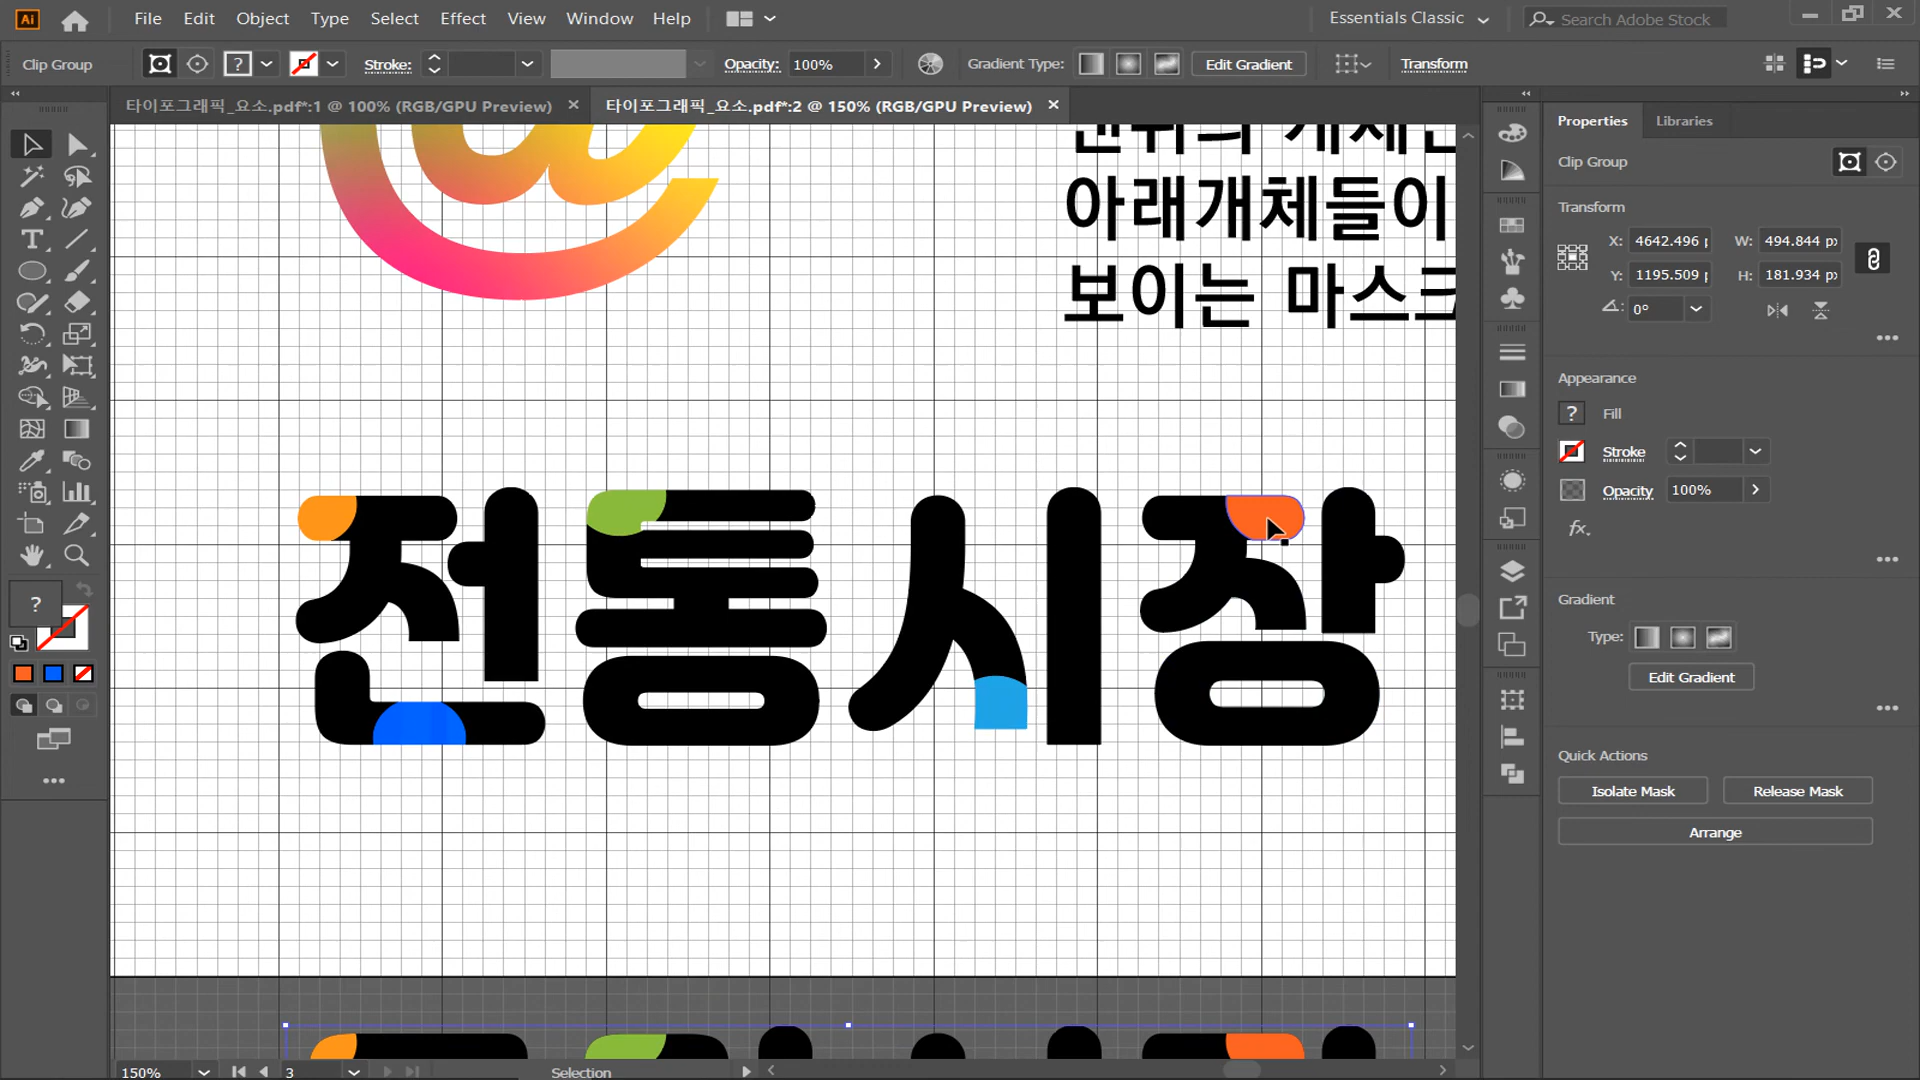 Ai File Edit Object Type Select Effect View Window Help Essentials Classic Search Adobe Stock
Clip Group ? Stroke: Opacity: 100% Gradient Type: Edit Gradient Transform
타이포그래픽_요소.pdf*:1 @ 100% (RGB/GPU Preview) 타이포그래픽_요소.pdf*:2 @ 150% (RGB/GPU Preview)
아래개체들이
보이는 마스크
전통시장
@
?
Properties Libraries
Clip Group
Transform
X: 4642.496 p W: 494.844 px
Y: 1195.509 p H: 181.934 px
0°
Appearance
? Fill
Stroke
Opacity 100%
fx.
Gradient
Type:
Edit Gradient
Quick Actions
Isolate Mask Release Mask
Arrange
150% 3 Selection